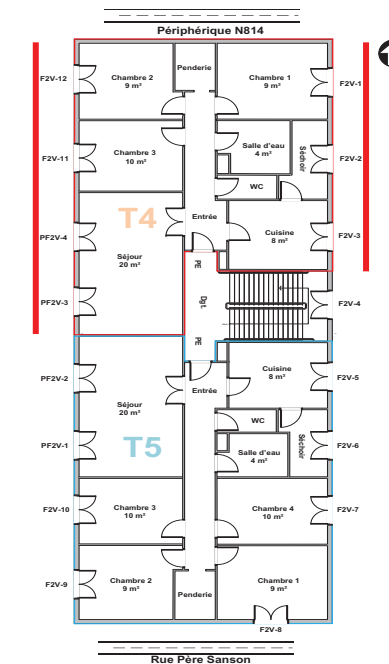 Périphérique N814
F2V-12
Chambre 2
9 m²
Penderie
Chambre 1
9 m²
F2V-1
F2V-11
Chambre 3
10 m²
Salle d'eau
4 m²
Séchoir
F2V-2
WC
T4
PF2V-4
Entrée
Cuisine
8 m²
F2V-3
Séjour
20 m²
PE
PF2V-3
Dgt.
F2V-4
PE
PF2V-2
Cuisine
8 m²
F2V-5
Entrée
Séjour
20 m²
WC
PF2V-1
T5
Salle d'eau
4 m²
Séchoir
F2V-6
F2V-10
Chambre 3
10 m²
Chambre 4
10 m²
F2V-7
F2V-9
Chambre 2
9 m²
Penderie
Chambre 1
9 m²
F2V-8
Rue Père Sanson